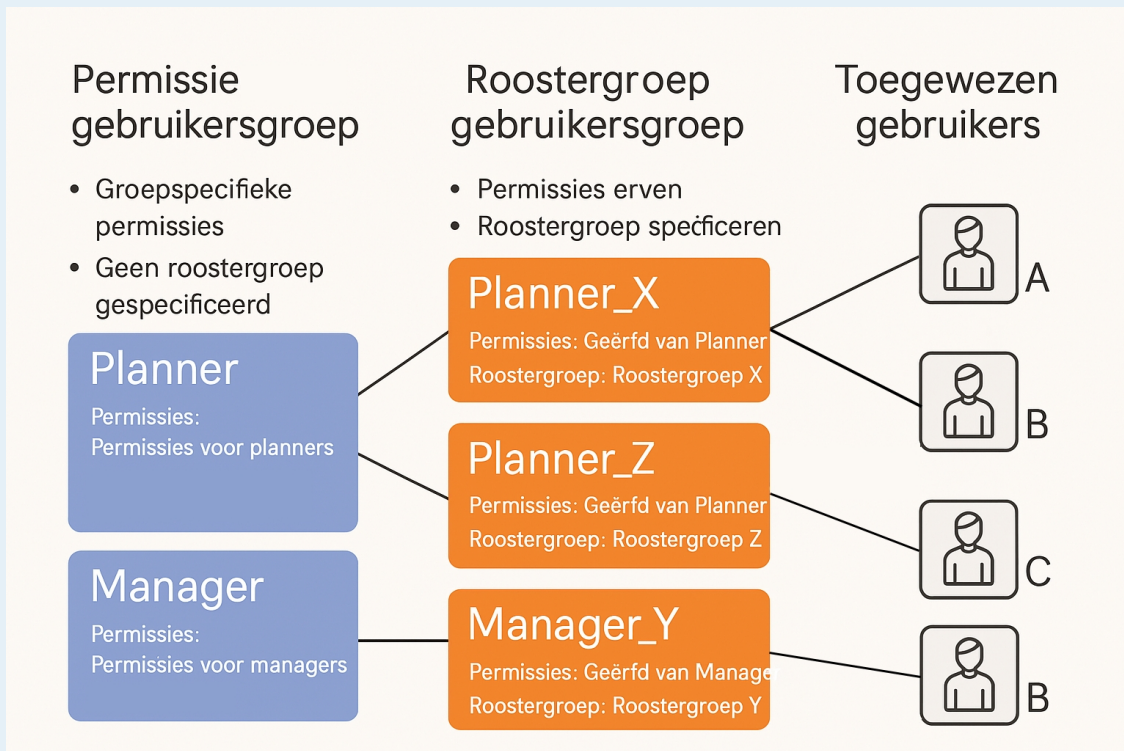 Permissie
gebruikersgroep
• Groepspecifieke
permissies
• Geen roostergroep
gespecificeerd
Planner
Permissies:
Permissies voor planners
Manager
Permissies:
Permissies voor managers
Roostergroep
gebruikersgroep
• Permissies erven
• Roostergroep specificeren
Planner_X
Permissies: Geërfd van Planner
Roostergroep: Roostergroep X
Planner_Z
Permissies: Geërfd van Planner
Roostergroep: Roostergroep Z
Manager_Y
Permissies: Geërfd van Manage
Roostergroep: Roostergroep Y
Toegewezen
gebruikers
A
B
C
B